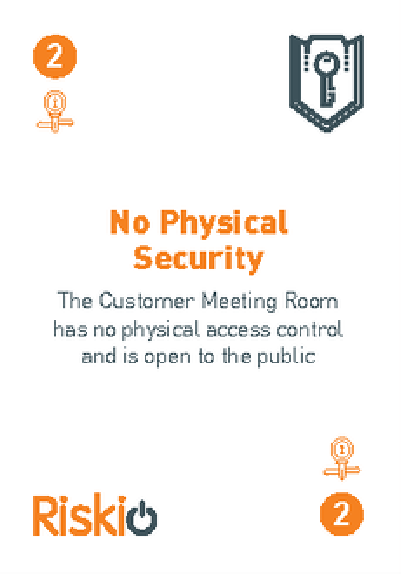 2
No Physical
Security
The Customer Meeting Room
has no physical access control
and is open to the public
Riskio
2